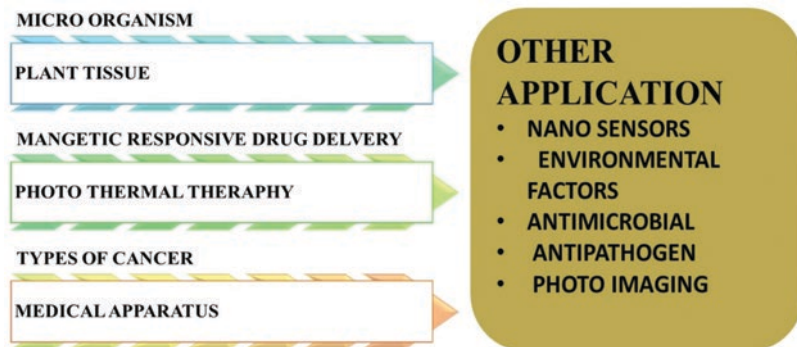 MICRO ORGANISM
PLANT TISSUE
MANGETIC RESPONSIVE DRUG DELVERY
PHOTO THERMAL THERAPHY
TYPES OF CANCER
MEDICAL APPARATUS
OTHER
APPLICATION
• NANO SENSORS
• ENVIRONMENTAL
FACTORS
• ANTIMICROBIAL
• ANTIPATHOGEN
• PHOTO IMAGING